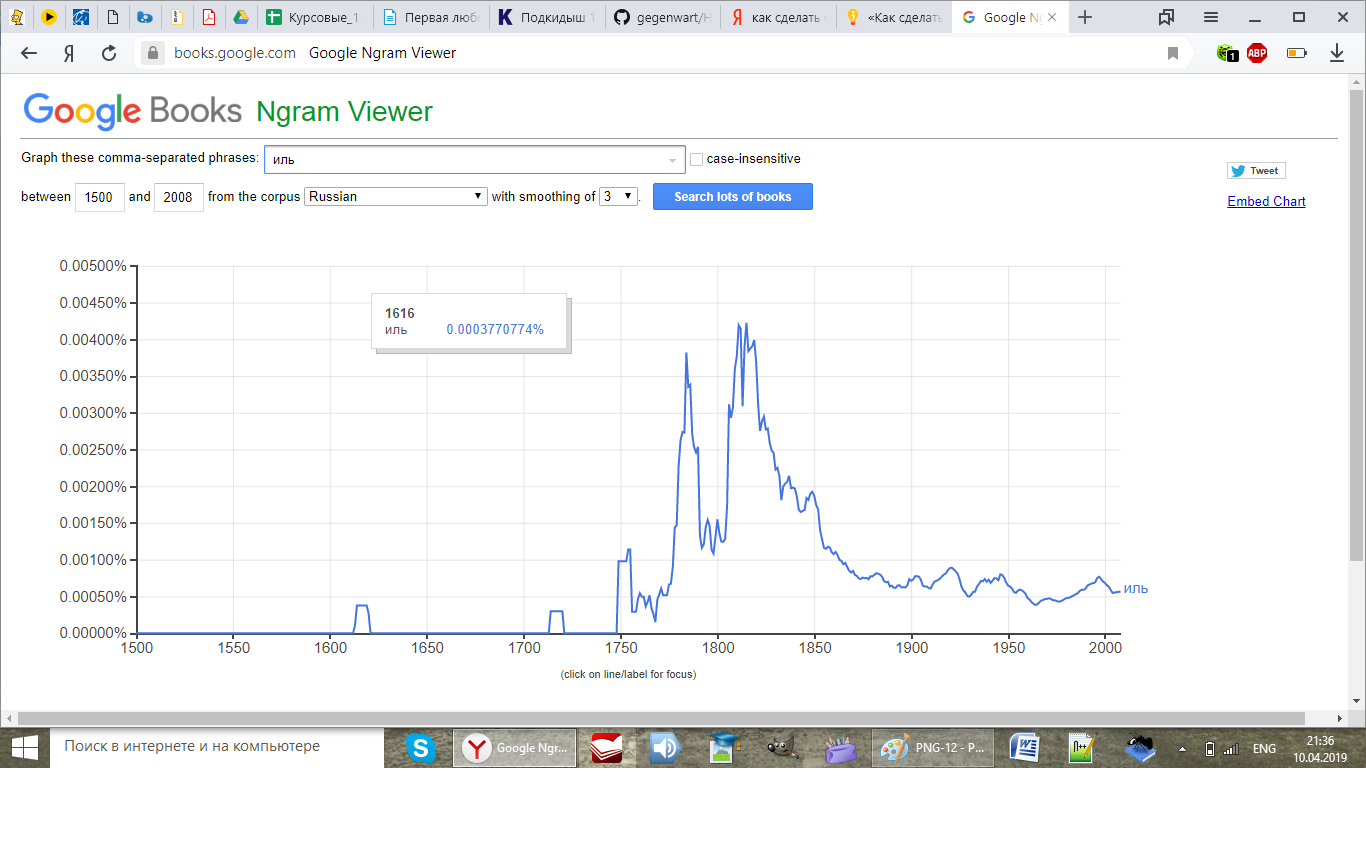 Курсовые_1
Первая люб
Подкидыш 1
gegenwart/H
как сделать
«Как сделать
Google N
books.google.com Google Ngram Viewer
1 ABP
Google Books Ngram Viewer
Graph these comma-separated phrases: иль case-insensitive
Tweet
between 1500 and 2008 from the corpus Russian with smoothing of 3 . Search lots of books
Embed Chart
0.00500%
0.00450%
0.00400%
0.00350%
0.00300%
0.00250%
0.00200%
0.00150%
0.00100%
0.00050%
0.00000%
1616
иль 0.0003770774%
иль
1500 1550 1600 1650 1700 1750 1800 1850 1900 1950 2000
(click on line/label for focus)
Поиск в интернете и на компьютере
Google Ngr...
PNG-12 - P...
ENG
21:36
10.04.2019